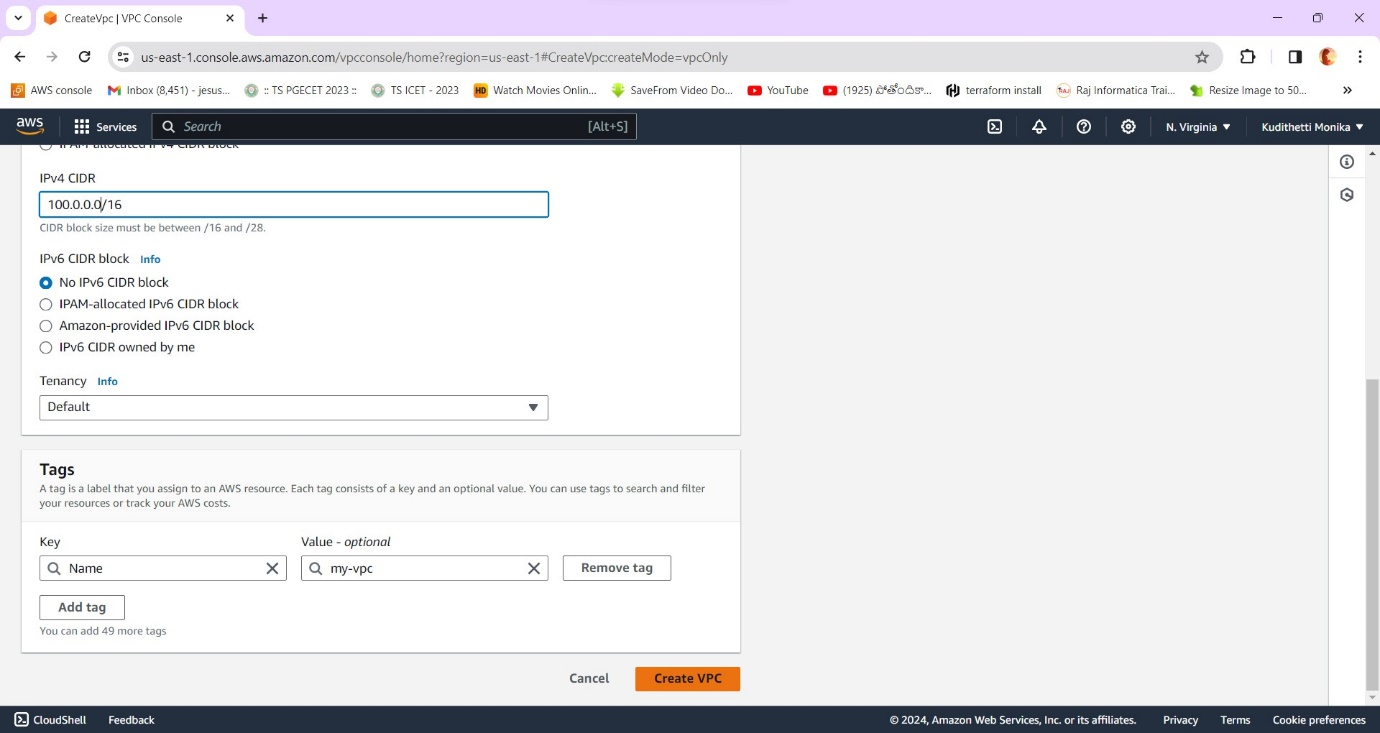 CreateVpc | VPC Console
us-east-1.console.aws.amazon.com/vpcconsole/home?region=us-east-1#CreateVpc:createMode=vpcOnly
AWS console Inbox (8,451) - jesus... :: TS PGECET 2023 :: TS ICET - 2023 HD Watch Movies Onlin... SaveFrom Video Do... YouTube (1925) పోతోందికా... terraform install Raj Informatica Trai... Resize Image to 50... »
aws Services Search [Alt+S] N. Virginia Kudithetti Monika
IPAM-allocated IPv4 CIDR block
IPv4 CIDR
100.0.0.0/16
CIDR block size must be between /16 and /28.
IPv6 CIDR block Info
No IPv6 CIDR block
IPAM-allocated IPv6 CIDR block
Amazon-provided IPv6 CIDR block
IPv6 CIDR owned by me
Tenancy Info
Default
Tags
A tag is a label that you assign to an AWS resource. Each tag consists of a key and an optional value. You can use tags to search and filter
your resources or track your AWS costs.
Key Value - optional
Name my-vpc Remove tag
Add tag
You can add 49 more tags
Cancel Create VPC
CloudShell Feedback © 2024, Amazon Web Services, Inc. or its affiliates. Privacy Terms Cookie preferences